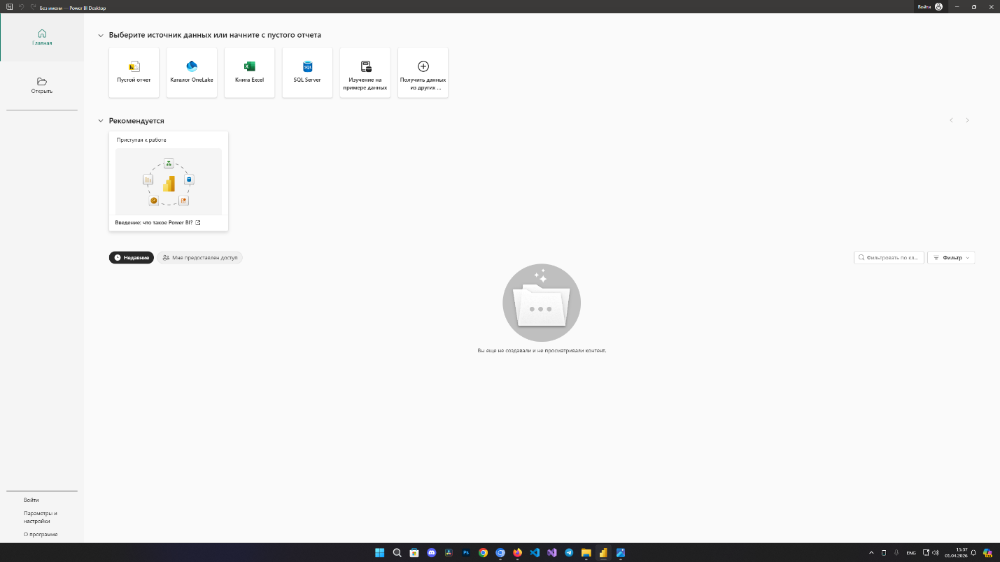 Без имени — Power BI Desktop
Войти
Главная
Открыть
Выберите источник данных или начните с пустого отчета
Пустой отчет
Каталог OneLake
Книга Excel
SQL
SQL Server
Изучение на
примере данных
Получить данных
из других ...
Рекомендуется
Приступая к работе
Введение: что такое Power BI?
Недавние
Мне предоставлен доступ
Фильтровать по кл...
Фильтр
Вы еще не создавали и не просматривали контент.
Войти
Параметры и
настройки
О программе
Ps
ENG
15:37
01.04.2026